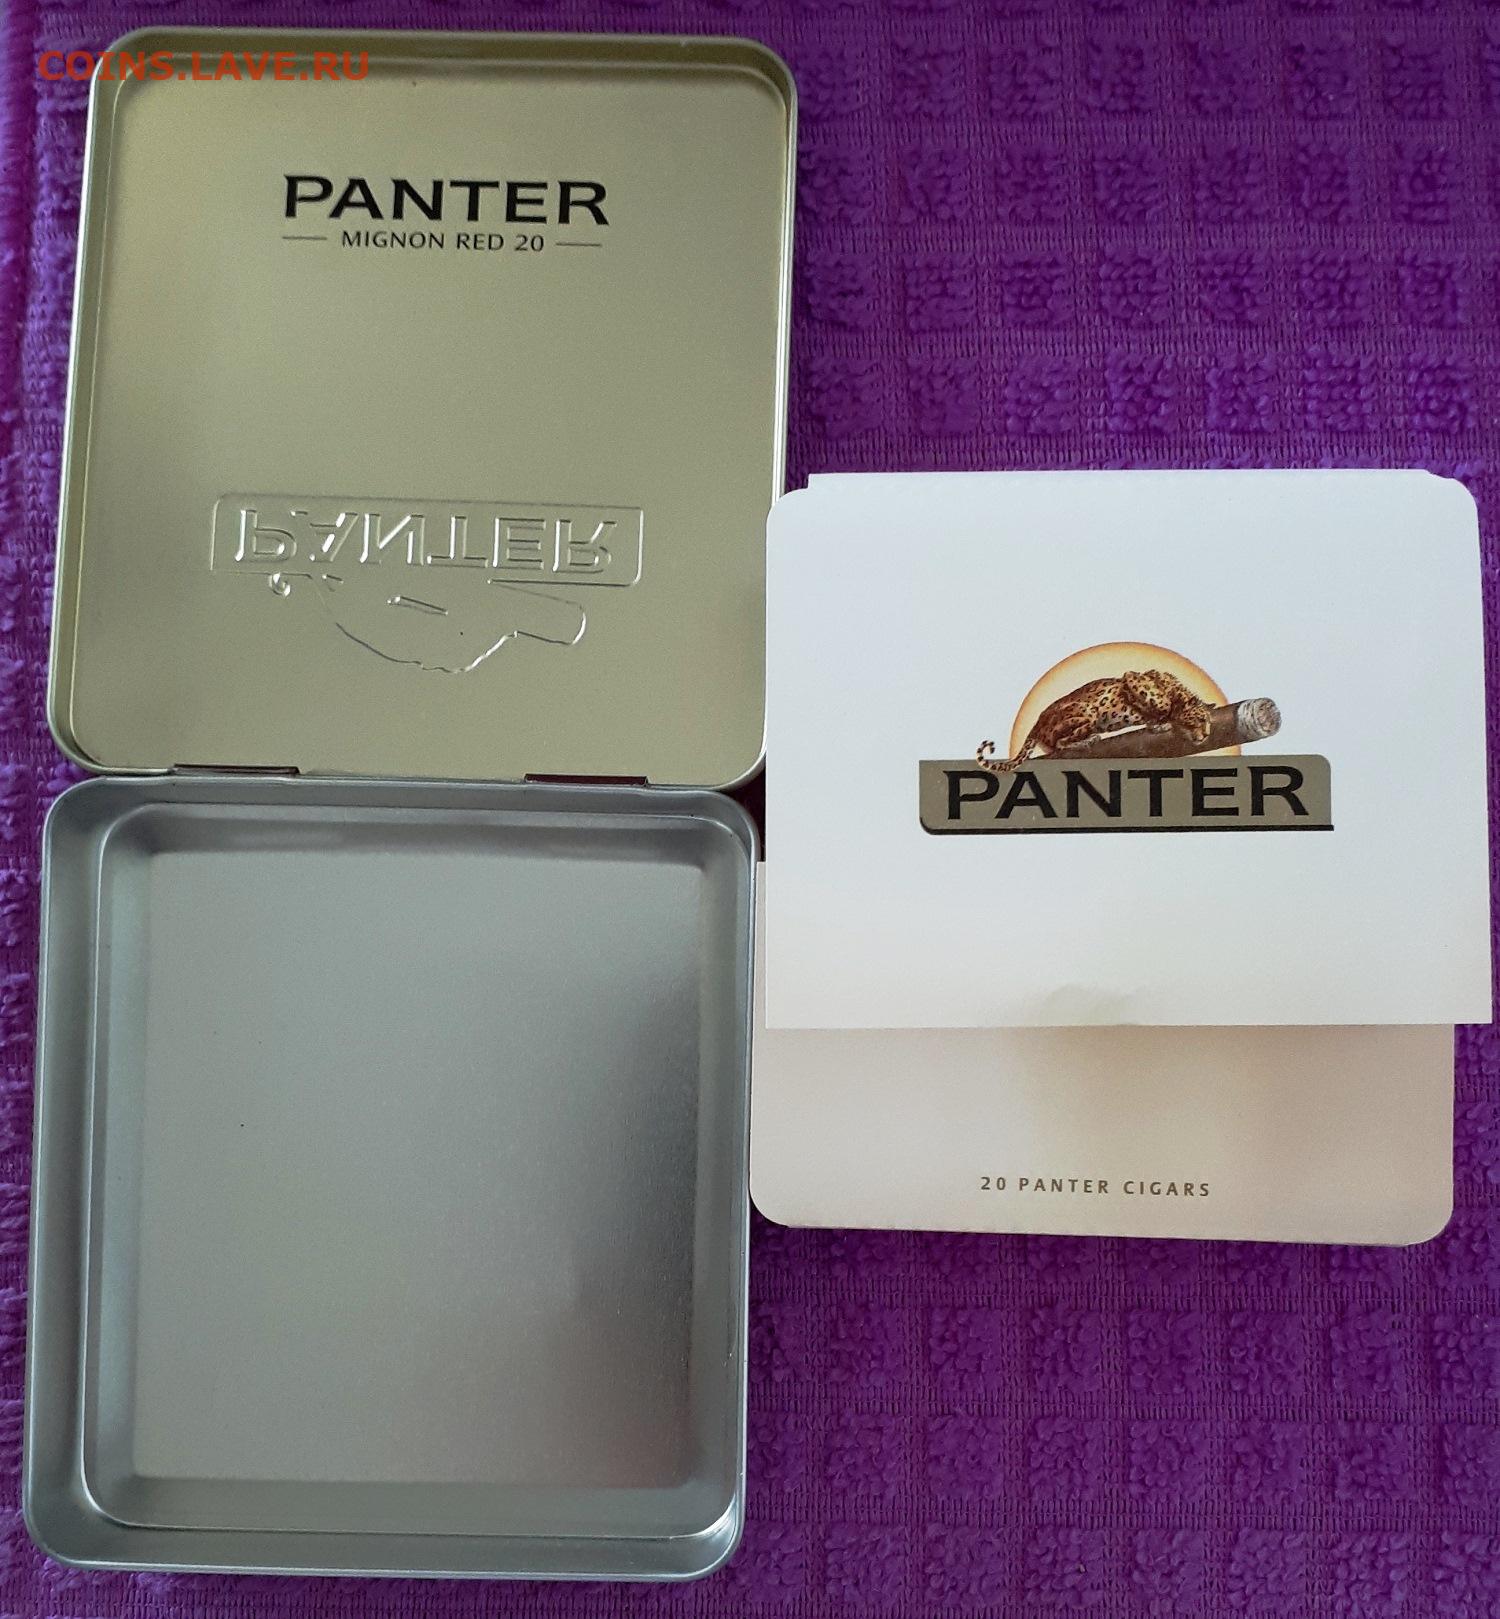 COINS.LAVE.RU
PANTER
MIGNON RED 20
PANTER
PANTER
20 PANTER CIGARS